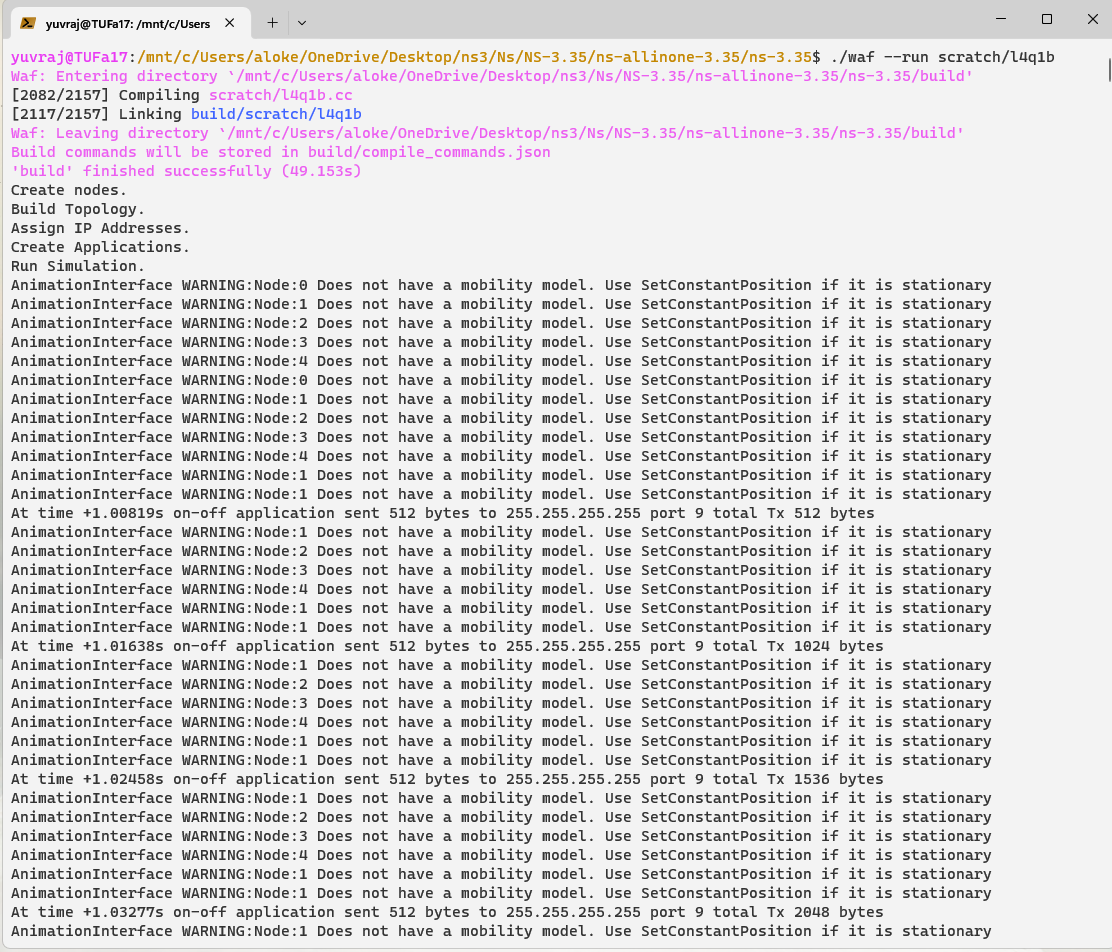 yuvraj@TUFa17: /mnt/c/Users
yuvraj@TUFa17:/mnt/c/Users/aloke/OneDrive/Desktop/ns3/Ns/NS-3.35/ns-allinone-3.35/ns-3.35$ ./waf --run scratch/l4q1b
Waf: Entering directory `/mnt/c/Users/aloke/OneDrive/Desktop/ns3/Ns/NS-3.35/ns-allinone-3.35/ns-3.35/build'
[2082/2157] Compiling scratch/l4q1b.cc
[2117/2157] Linking build/scratch/l4q1b
Waf: Leaving directory `/mnt/c/Users/aloke/OneDrive/Desktop/ns3/Ns/NS-3.35/ns-allinone-3.35/ns-3.35/build'
Build commands will be stored in build/compile_commands.json
'build' finished successfully (49.153s)
Create nodes.
Build Topology.
Assign IP Addresses.
Create Applications.
Run Simulation.
AnimationInterface WARNING:Node:0 Does not have a mobility model. Use SetConstantPosition if it is stationary
AnimationInterface WARNING:Node:1 Does not have a mobility model. Use SetConstantPosition if it is stationary
AnimationInterface WARNING:Node:2 Does not have a mobility model. Use SetConstantPosition if it is stationary
AnimationInterface WARNING:Node:3 Does not have a mobility model. Use SetConstantPosition if it is stationary
AnimationInterface WARNING:Node:4 Does not have a mobility model. Use SetConstantPosition if it is stationary
AnimationInterface WARNING:Node:0 Does not have a mobility model. Use SetConstantPosition if it is stationary
AnimationInterface WARNING:Node:1 Does not have a mobility model. Use SetConstantPosition if it is stationary
AnimationInterface WARNING:Node:2 Does not have a mobility model. Use SetConstantPosition if it is stationary
AnimationInterface WARNING:Node:3 Does not have a mobility model. Use SetConstantPosition if it is stationary
AnimationInterface WARNING:Node:4 Does not have a mobility model. Use SetConstantPosition if it is stationary
AnimationInterface WARNING:Node:1 Does not have a mobility model. Use SetConstantPosition if it is stationary
AnimationInterface WARNING:Node:1 Does not have a mobility model. Use SetConstantPosition if it is stationary
At time +1.00819s on-off application sent 512 bytes to 255.255.255.255 port 9 total Tx 512 bytes
AnimationInterface WARNING:Node:1 Does not have a mobility model. Use SetConstantPosition if it is stationary
AnimationInterface WARNING:Node:2 Does not have a mobility model. Use SetConstantPosition if it is stationary
AnimationInterface WARNING:Node:3 Does not have a mobility model. Use SetConstantPosition if it is stationary
AnimationInterface WARNING:Node:4 Does not have a mobility model. Use SetConstantPosition if it is stationary
AnimationInterface WARNING:Node:1 Does not have a mobility model. Use SetConstantPosition if it is stationary
AnimationInterface WARNING:Node:1 Does not have a mobility model. Use SetConstantPosition if it is stationary
At time +1.01638s on-off application sent 512 bytes to 255.255.255.255 port 9 total Tx 1024 bytes
AnimationInterface WARNING:Node:1 Does not have a mobility model. Use SetConstantPosition if it is stationary
AnimationInterface WARNING:Node:2 Does not have a mobility model. Use SetConstantPosition if it is stationary
AnimationInterface WARNING:Node:3 Does not have a mobility model. Use SetConstantPosition if it is stationary
AnimationInterface WARNING:Node:4 Does not have a mobility model. Use SetConstantPosition if it is stationary
AnimationInterface WARNING:Node:1 Does not have a mobility model. Use SetConstantPosition if it is stationary
AnimationInterface WARNING:Node:1 Does not have a mobility model. Use SetConstantPosition if it is stationary
At time +1.02458s on-off application sent 512 bytes to 255.255.255.255 port 9 total Tx 1536 bytes
AnimationInterface WARNING:Node:1 Does not have a mobility model. Use SetConstantPosition if it is stationary
AnimationInterface WARNING:Node:2 Does not have a mobility model. Use SetConstantPosition if it is stationary
AnimationInterface WARNING:Node:3 Does not have a mobility model. Use SetConstantPosition if it is stationary
AnimationInterface WARNING:Node:4 Does not have a mobility model. Use SetConstantPosition if it is stationary
AnimationInterface WARNING:Node:1 Does not have a mobility model. Use SetConstantPosition if it is stationary
AnimationInterface WARNING:Node:1 Does not have a mobility model. Use SetConstantPosition if it is stationary
At time +1.03277s on-off application sent 512 bytes to 255.255.255.255 port 9 total Tx 2048 bytes
AnimationInterface WARNING:Node:1 Does not have a mobility model. Use SetConstantPosition if it is stationary